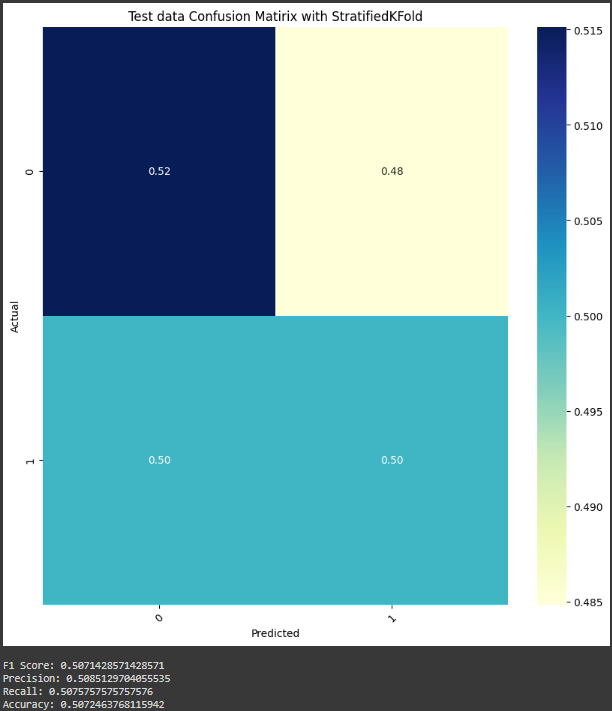 Test data Confusion Matirix with StratifiedKFold
0.515
0.510
0.505
0.500
0.495
0.490
0.485
0
0.52
0.48
Actual
1
0.50
0.50
0
1
Predicted
F1 Score: 0.5071428571428571
Precision: 0.5085129704055535
Recall: 0.5075757575757576
Accuracy: 0.5072463768115942